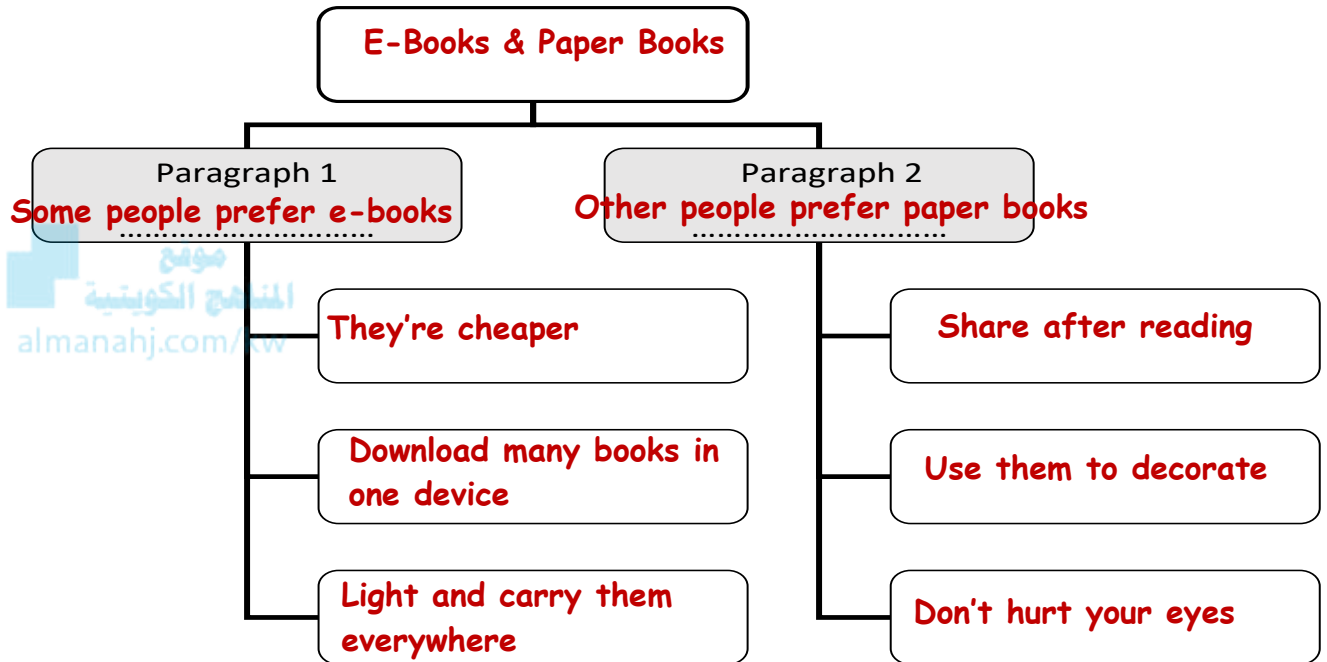 E-Books & Paper Books
Paragraph 1
Some people prefer e-books
..............................
Paragraph 2
Other people prefer paper books
..............................
موقع
المناهج الكويتية
almanahj.com/kw
They're cheaper
Download many books in
one device
Light and carry them
everywhere
Share after reading
Use them to decorate
Don't hurt your eyes